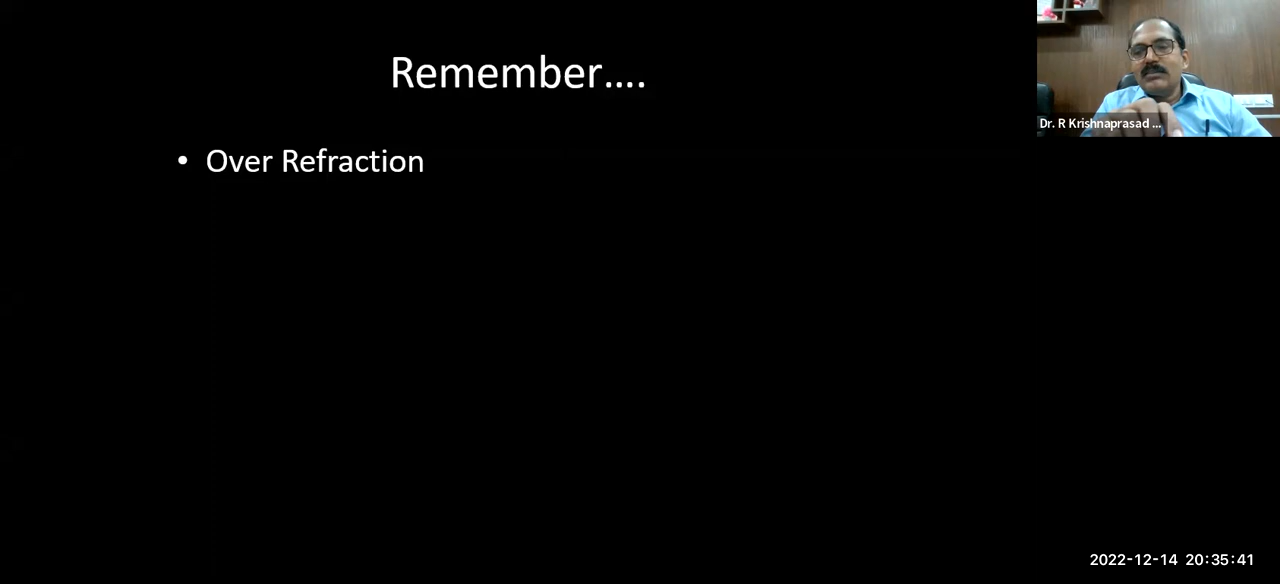 Remember....
• Over Refraction
Dr. R Krishnaprasad ...
2022-12-14 20:35:41